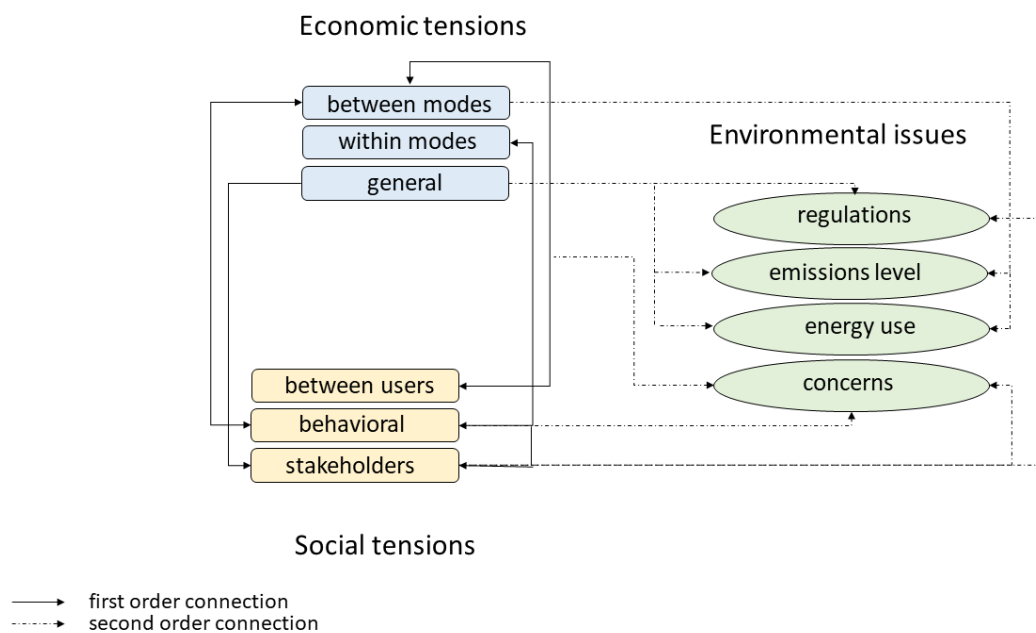 Economic tensions
between modes
within modes
general
Environmental issues
regulations
emissions level
energy use
concerns
between users
behavioral
stakeholders
Social tensions
first order connection
second order connection